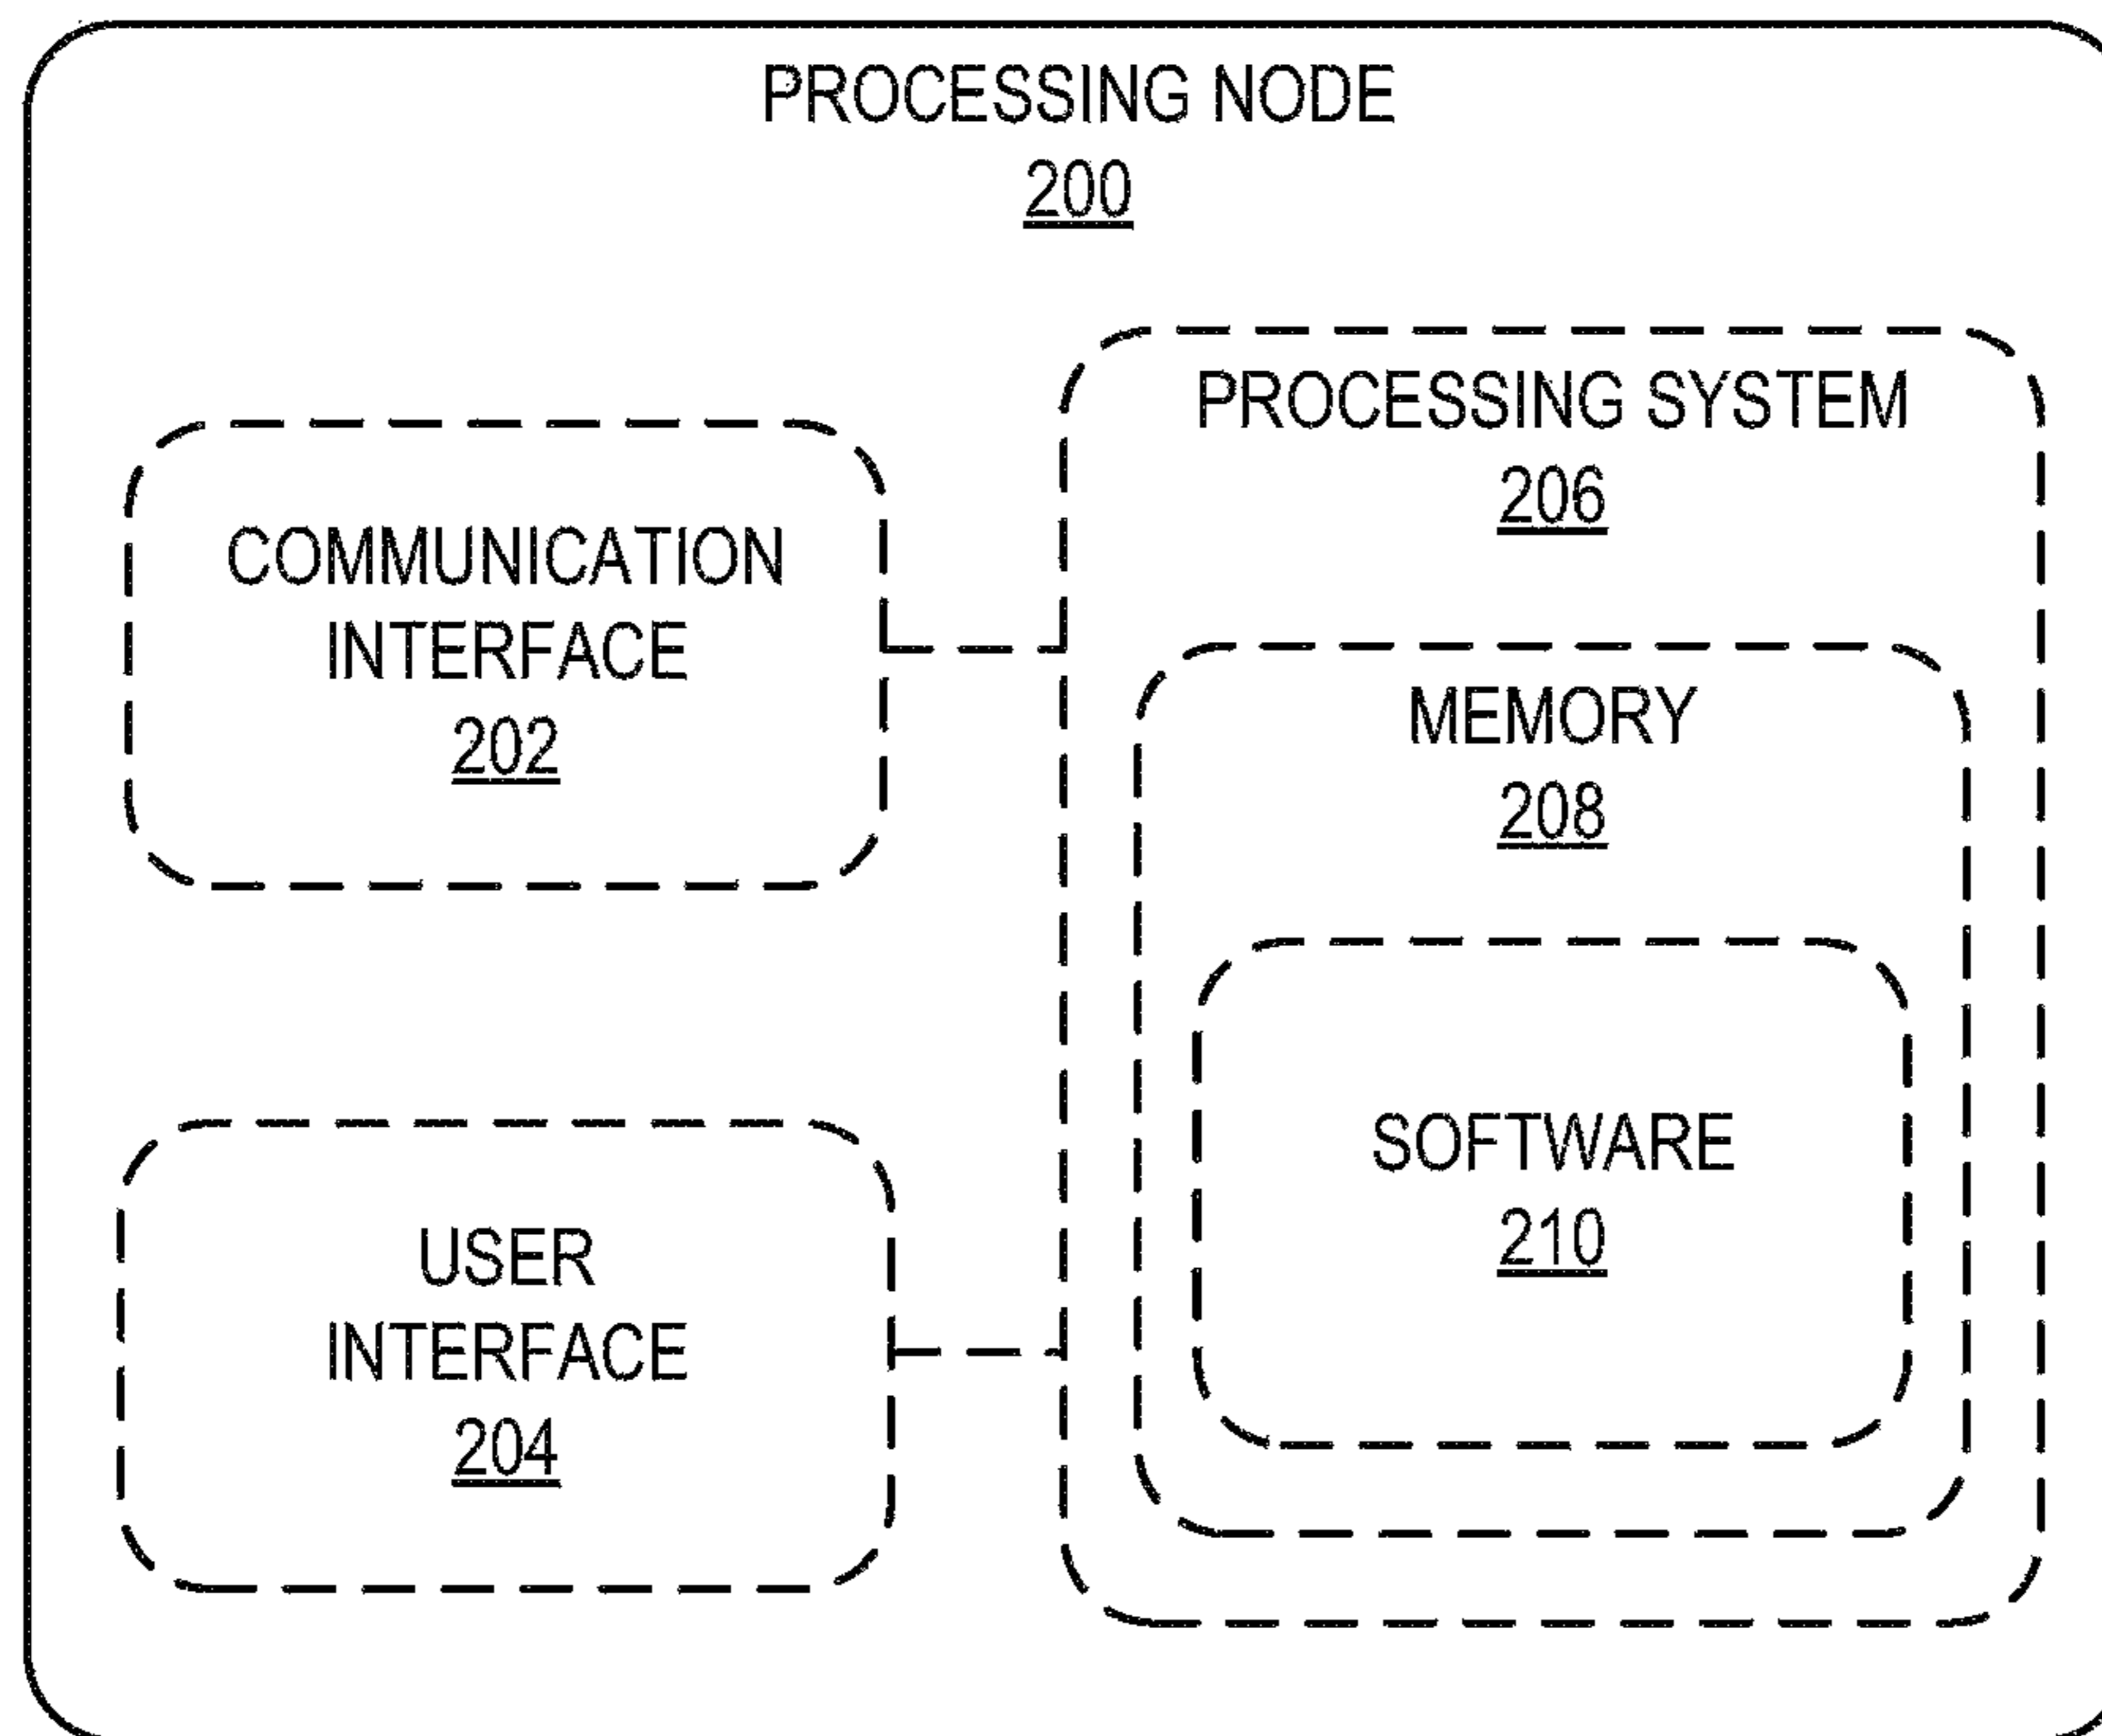 PROCESSING NODE
200
COMMUNICATION
INTERFACE
202
USER
INTERFACE
204
PROCESSING SYSTEM
206
MEMORY
208
SOFTWARE
210